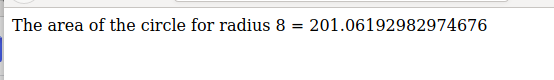 The area of the circle for radius 8 = 201.06192982974676